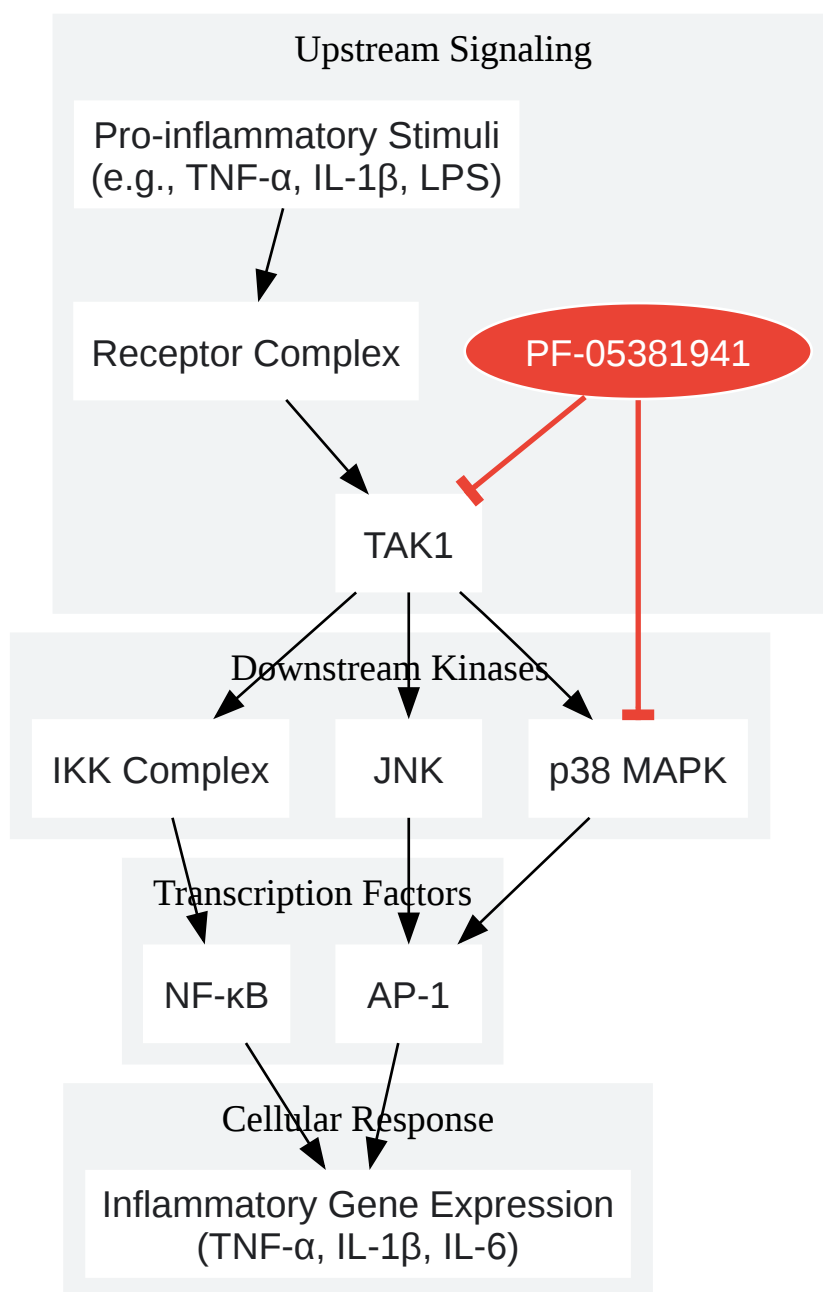 Upstream Signaling
Pro-inflammatory Stimuli
(e.g., TNF-α, IL-1β, LPS)
Receptor Complex
PF-05381941
TAK1
Downstream Kinases
IKK Complex
JNK
p38 MAPK
Transcription Factors
NF-κB
AP-1
Cellular Response
Inflammatory Gene Expression
(TNF-α, IL-1β, IL-6)